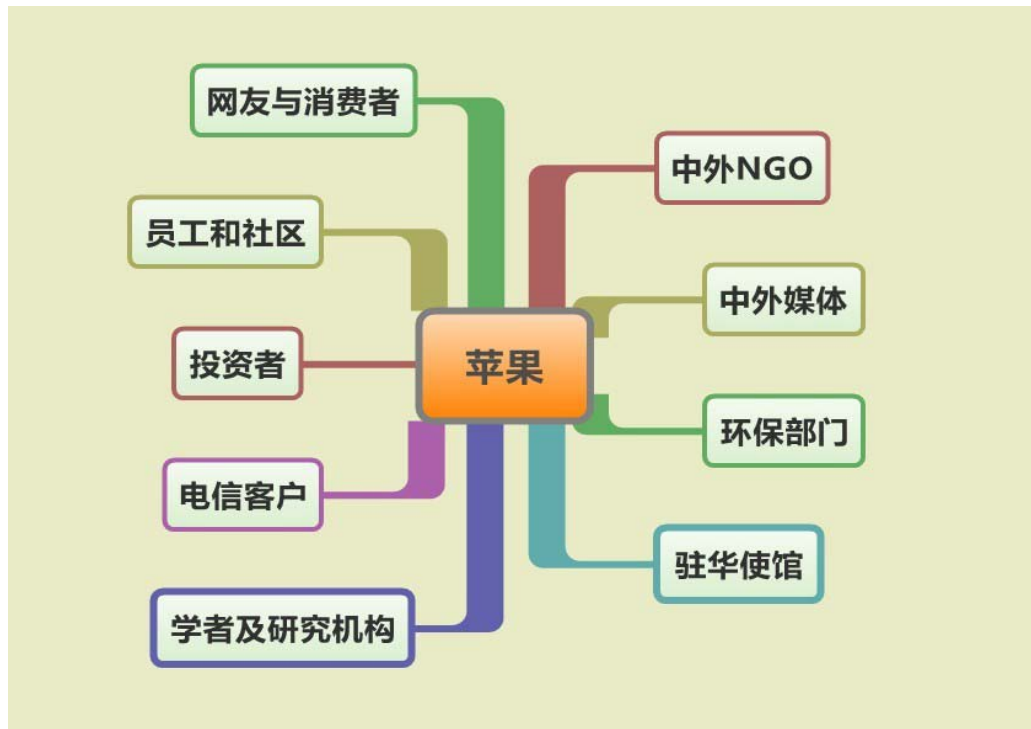 网友与消费者
员工和社区
投资者
电信客户
学者及研究机构
苹果
中外NGO
中外媒体
环保部门
驻华使馆